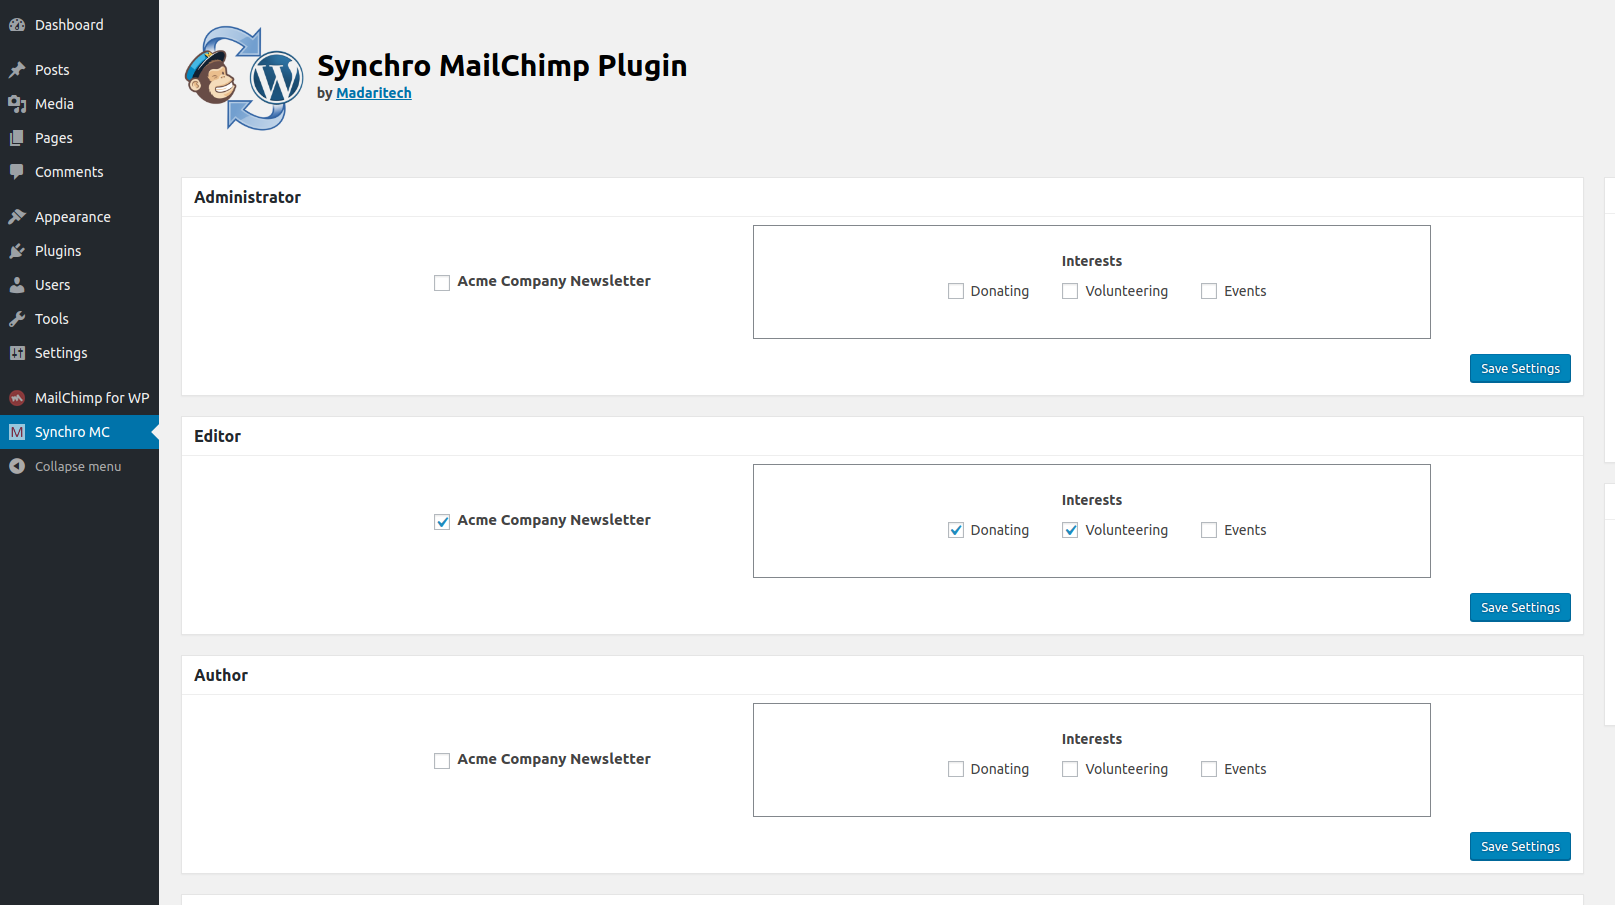 Dashboard
Posts
Media
Pages
Comments
Appearance
Plugins
Users
Tools
Settings
MailChimp for WP
M Synchro MC
Collapse menu
Synchro MailChimp Plugin
by Madaritech
Administrator
Acme Company Newsletter
Interests
Donating Volunteering Events
Save Settings
Editor
Acme Company Newsletter
Interests
Donating Volunteering Events
Save Settings
Author
Acme Company Newsletter
Interests
Donating Volunteering Events
Save Settings